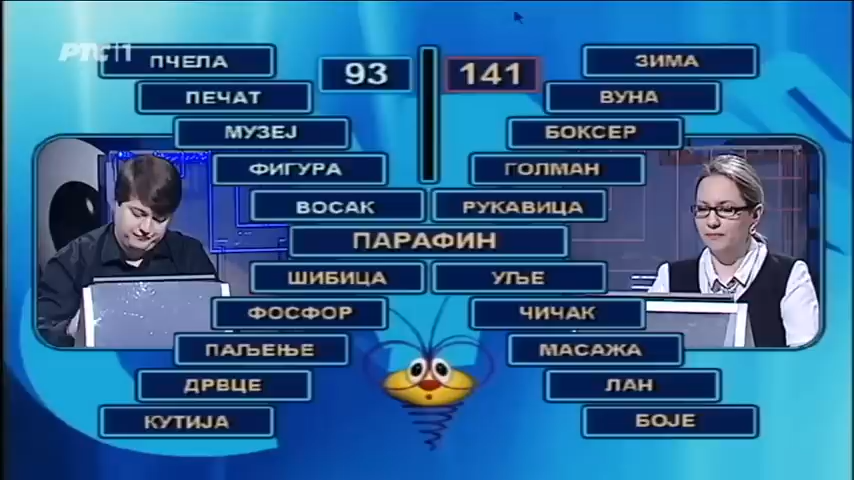 РТС 1
ПЧЕЛА
93
141
ЗИМА
ПЕЧАТ
ВУНА
МУЗЕЈ
БОКСЕР
ФИГУРА
ГОЛМАН
ВОСАК
РУКАВИЦА
ПАРАФИН
ШИБИЦА
УЉЕ
ФОСФОР
ЧИЧАК
ПАЉЕЊЕ
МАСАЖА
ДРВЦЕ
ЛАН
КУТИЈА
БОЈЕ